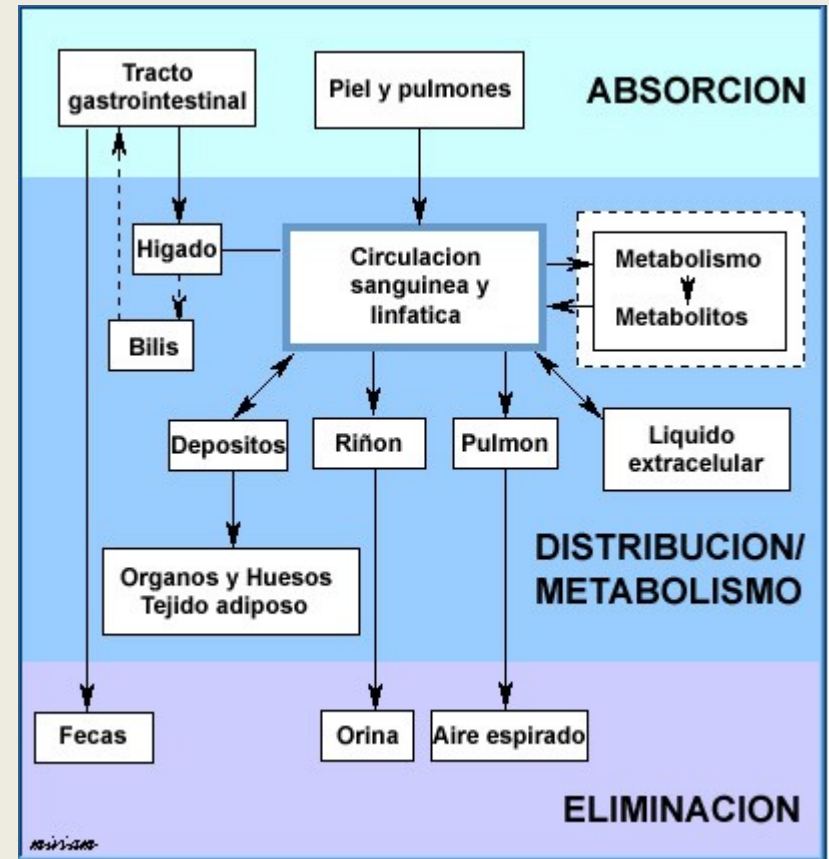 Tracto
gastrointestinal
Piel y pulmones
ABSORCION
Higado
Circulacion
sanguinea y
linfatica
Metabolismo
Metabolitos
Bilis
Depositos
Riñon
Pulmon
Liquido
extracelular
DISTRIBUCION/
METABOLISMO
Organos y Huesos
Tejido adiposo
Fecas
Orina
Aire espirado
ELIMINACION
miriam